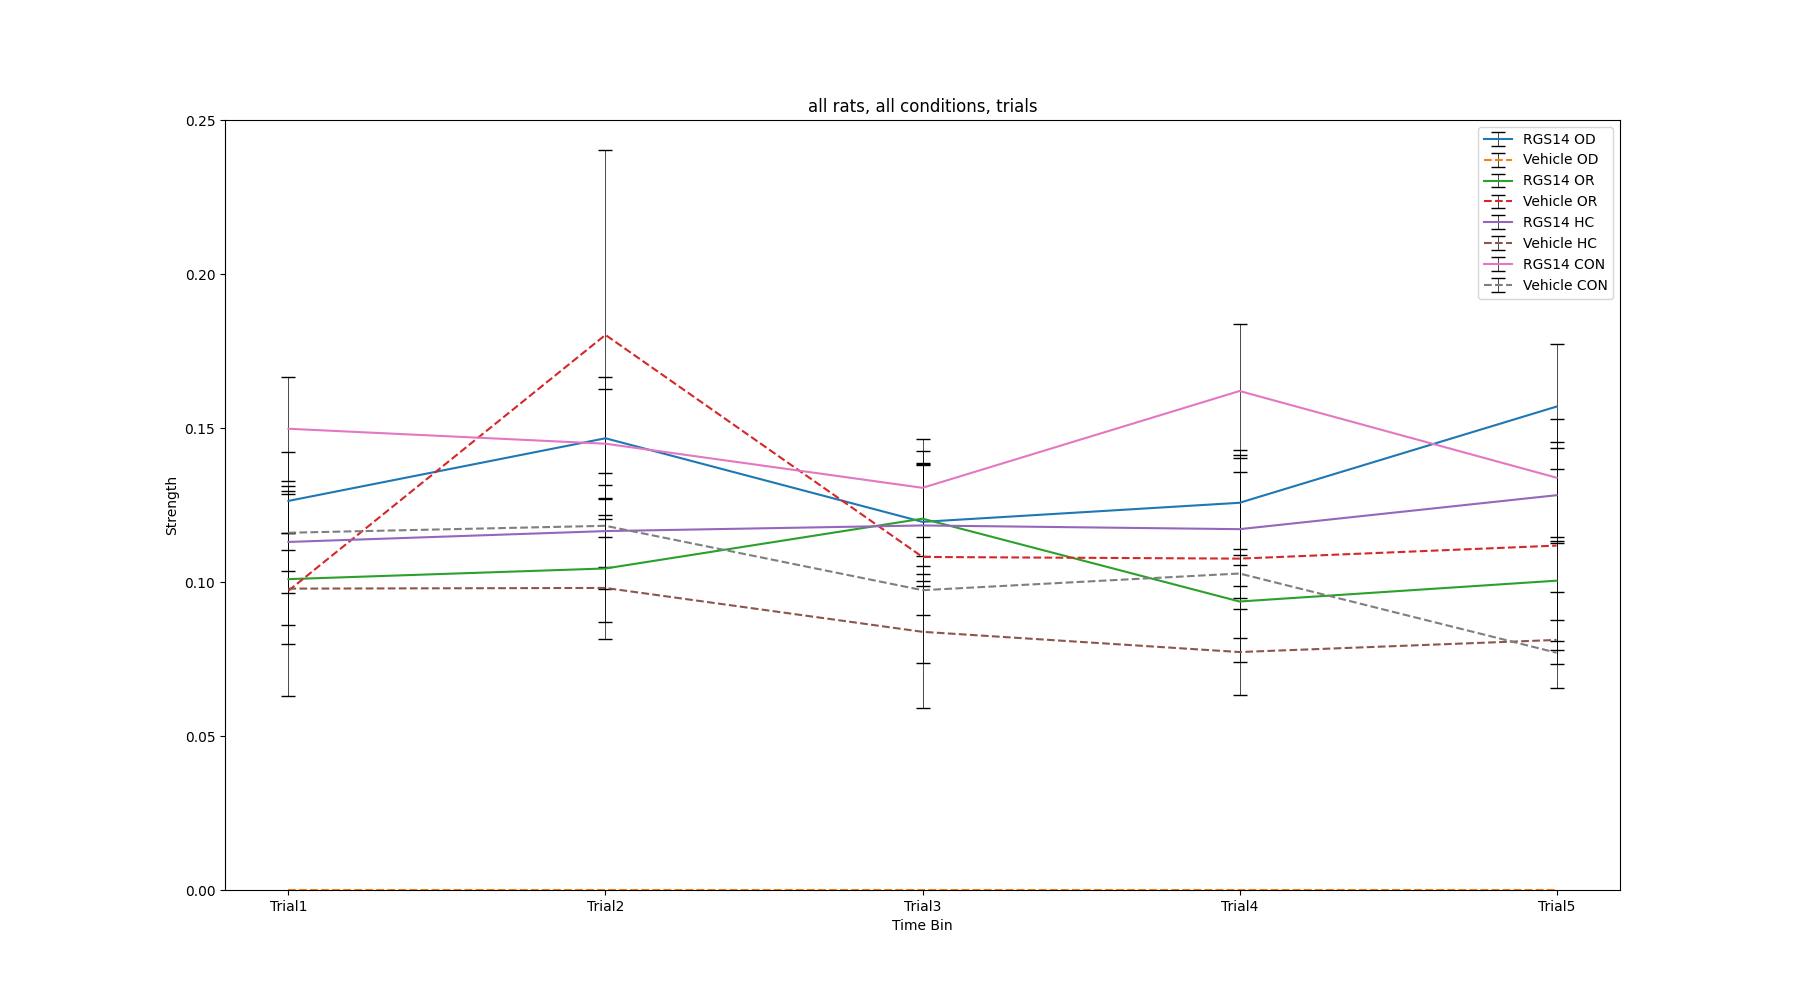 all rats, all conditions, trials
0.25
0.20
0.15
0.10
0.05
0.00
Strength
RGS14 OD
Vehicle OD
RGS14 OR
Vehicle OR
RGS14 HC
Vehicle HC
RGS14 CON
Vehicle CON
Trial1 Trial2 Trial3 Trial4 Trial5
Time Bin